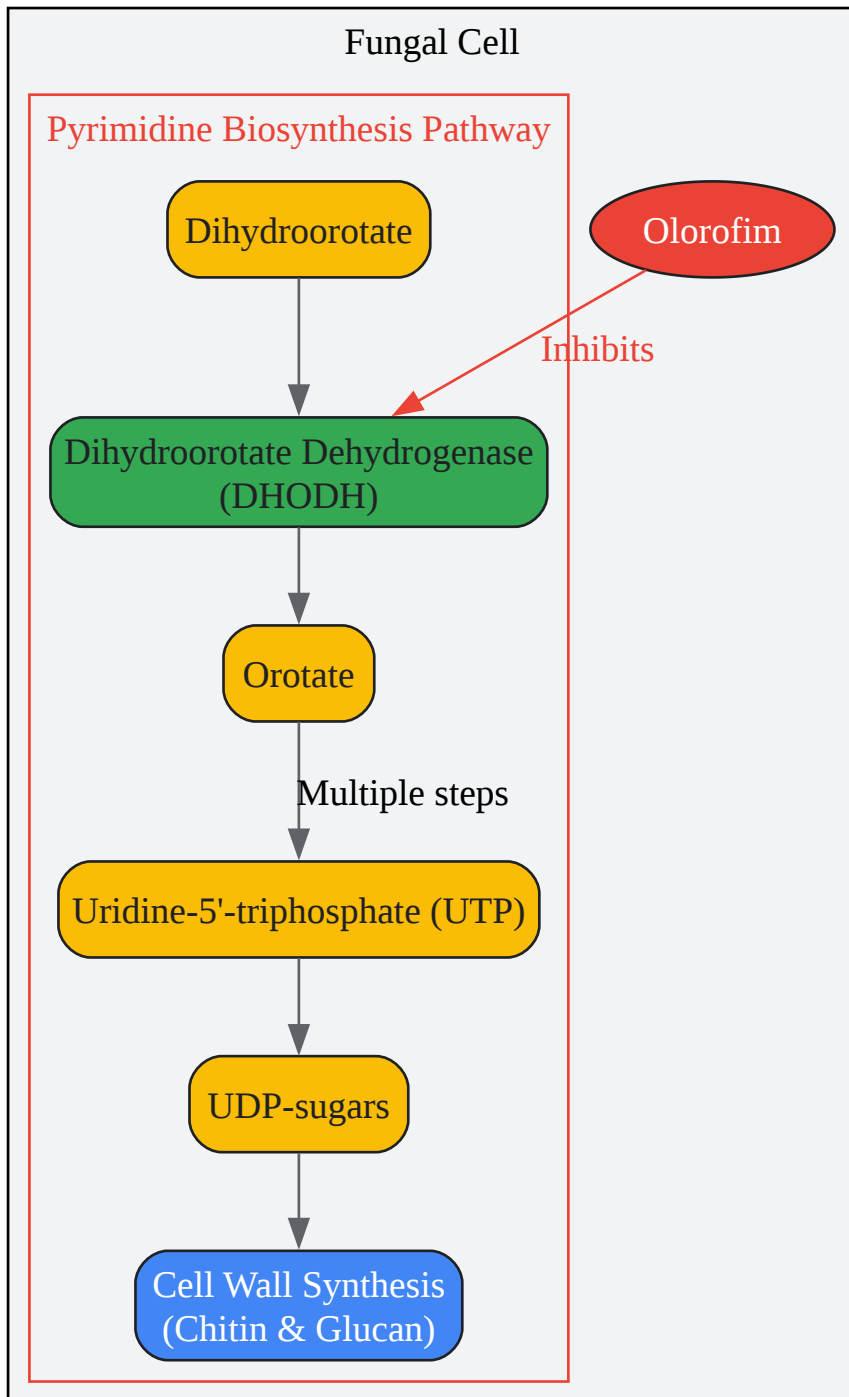 Fungal Cell
Pyrimidine Biosynthesis Pathway
Dihydroorotate
Olorofim
Inhibits
Dihydroorotate Dehydrogenase
(DHODH)
Orotate
Multiple steps
Uridine-5'-triphosphate (UTP)
UDP-sugars
Cell Wall Synthesis
(Chitin & Glucan)